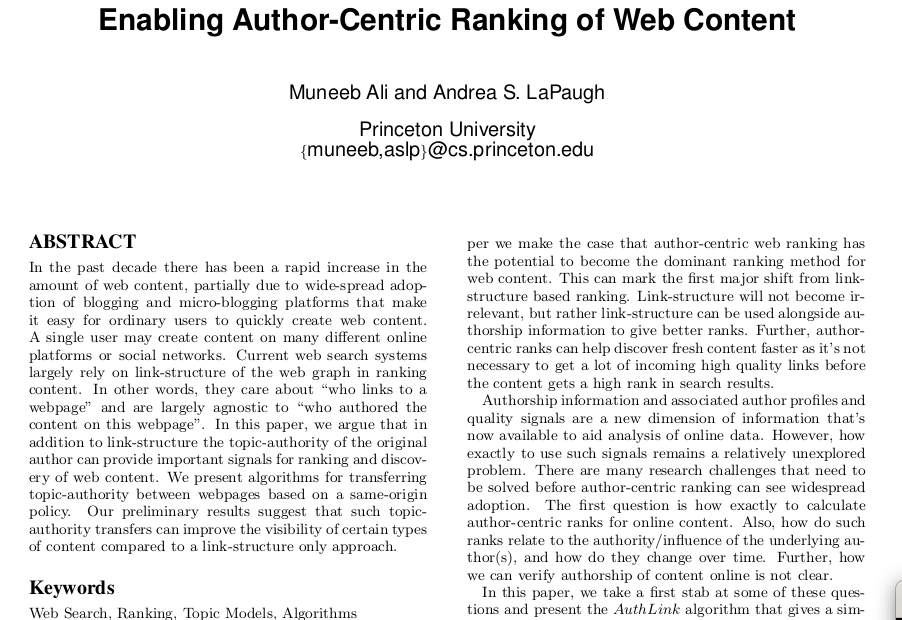 Enabling Author-Centric Ranking of Web Content
Muneeb Ali and Andrea S. LaPaugh
Princeton University
{muneeb,aslp}@cs.princeton.edu
ABSTRACT
In the past decade there has been a rapid increase in the
amount of web content, partially due to wide-spread adop-
tion of blogging and micro-blogging platforms that make
it easy for ordinary users to quickly create web content.
A single user may create content on many different online
platforms or social networks. Current web search systems
largely rely on link-structure of the web graph in ranking
content. In other words, they care about “who links to a
webpage” and are largely agnostic to “who authored the
content on this webpage”. In this paper, we argue that in
addition to link-structure the topic-authority of the original
author can provide important signals for ranking and discov-
ery of web content. We present algorithms for transferring
topic-authority between webpages based on a same-origin
policy. Our preliminary results suggest that such topic-
authority transfers can improve the visibility of certain types
of content compared to a link-structure only approach.
Keywords
Web Search, Ranking, Topic Models, Algorithms
per we make the case that author-centric web ranking has
the potential to become the dominant ranking method for
web content. This can mark the first major shift from link-
structure based ranking. Link-structure will not become ir-
relevant, but rather link-structure can be used alongside au-
thorship information to give better ranks. Further, author-
centric ranks can help discover fresh content faster as it's not
necessary to get a lot of incoming high quality links before
the content gets a high rank in search results.
Authorship information and associated author profiles and
quality signals are a new dimension of information that's
now available to aid analysis of online data. However, how
exactly to use such signals remains a relatively unexplored
problem. There are many research challenges that need to
be solved before author-centric ranking can see widespread
adoption. The first question is how exactly to calculate
author-centric ranks for online content. Also, how do such
ranks relate to the authority/influence of the underlying au-
thor(s), and how do they change over time. Further, how
we can verify authorship of content online is not clear.
In this paper, we take a first stab at some of these ques-
tions and present the AuthLink algorithm that gives a sim-